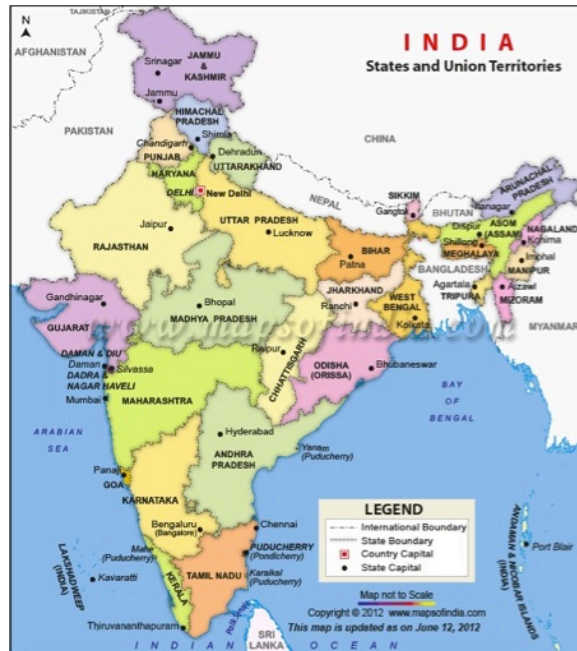 N
TAJIKISTAN
AFGHANISTAN
INDIA
States and Union Territories
JAMMU
&
KASHMIR
Srinagar
Jammu
HIMACHAL
PRADESH
Shimla
PAKISTAN
CHINA
Chandigarh
PUNJAB
Dehradun
UTTARAKHAND
HARYANA
DELHI
New Delhi
NEPAL
SIKKIM
Gangtok
BHUTAN
ARUNACHAL
PRADESH
Itanagar
RAJASTHAN
Jaipur
UTTAR PRADESH
Lucknow
ASOM
(ASSAM)
Dispur
NAGALAND
Kohima
Shillong
MEGHALAYA
BIHAR
Patna
BANGLADESH
Imphal
MANIPUR
Agartala
TRIPURA
Azawl
MIZORAM
MYANMAR
Gandhinagar
GUJARAT
Bhopal
MADHYA PRADESH
JHARKHAND
Ranchi
WEST
BENGAL
Kolkata
www.mapsofindia.com
DAMAN & DIU
Daman
Silvassa
DADRA &
NAGAR HAVELI
Mumbai
MAHARASHTRA
Raipur
CHHATTISGARH
ODISHA
(ORISSA)
Bhubaneswar
ARABIAN
SEA
BAY
OF
BENGAL
Hyderabad
ANDHRA
PRADESH
Yanam
(Puducherry)
Panaji
GOA
KARNATAKA
Bengaluru
(Bangalore)
Chennai
Mahe
(Puducherry)
PUDUCHERRY
(Pondicherry)
Karaikal
(Puducherry)
TAMIL NADU
KERALA
LAKSHADWEEP
(INDIA)
Kavaratti
Thiruvananthapuram
Palk Strait
SRI
LANKA
INDIAN OCEAN
ANDAMAN & NICOBAR ISLANDS
(INDIA)
Port Blair
LEGEND
International Boundary
State Boundary
Country Capital
State Capital
Map not to Scale
Copyright © 2012 www.mapsofindia.com
This map is updated as on June 12, 2012